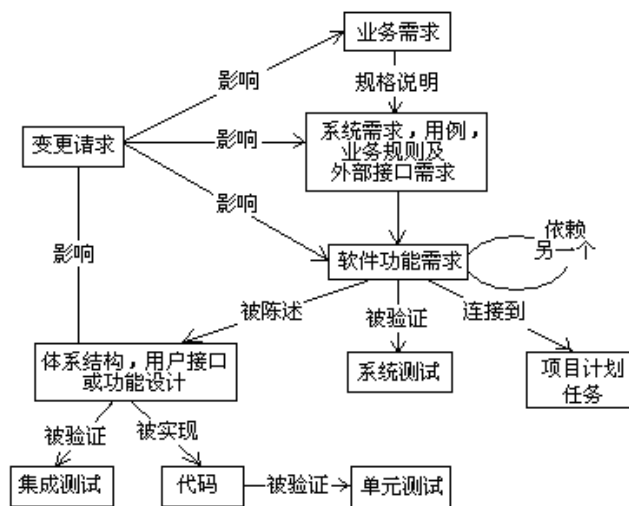 业务需求
影响
规格说明
变更请求
影响
系统需求，用例，
业务规则及
外部接口需求
影响
依赖
另一个
影响
软件功能需求
被陈述
被验证
连接到
体系结构，用户接口
或功能设计
系统测试
项目计划
任务
被验证
被实现
集成测试
代码
被验证
单元测试